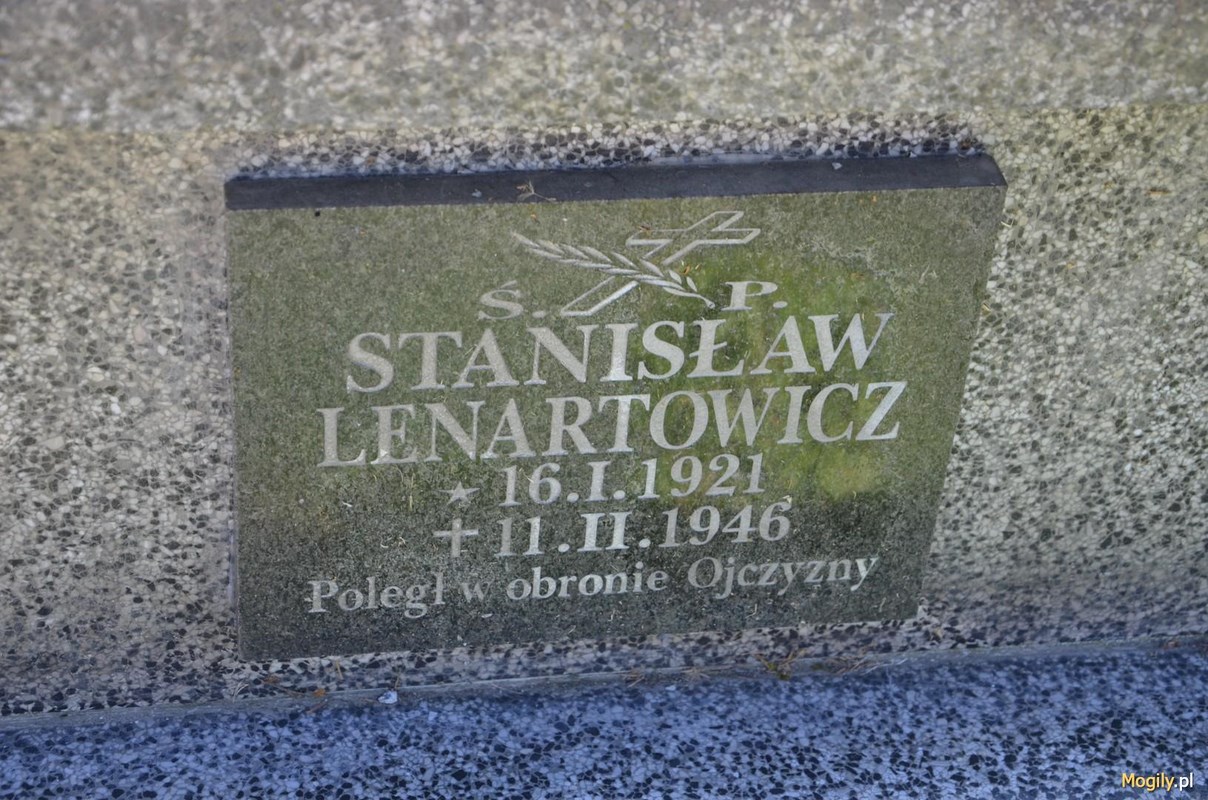 Ś. P.
STANISŁAW
LENARTOWICZ
16.I.1921
11.II.1946
Poległ w obronie Ojczyzny
Mogily.pl